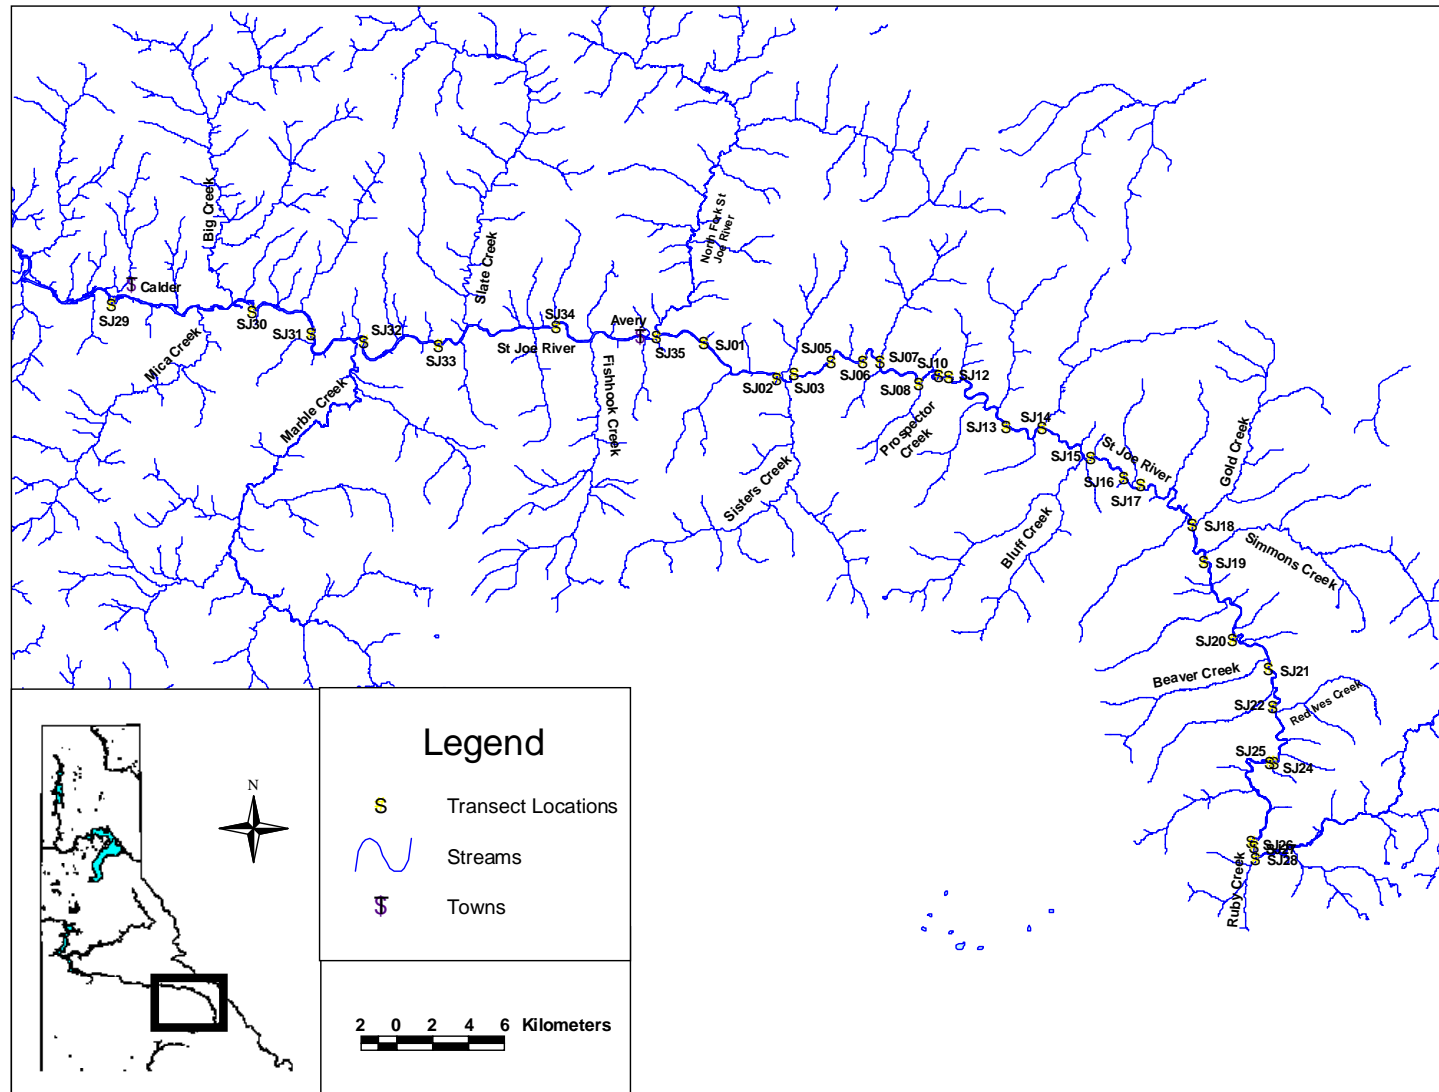 Big Creek
Calder
SJ29
Mica Creek
SJ30
SJ31
SJ32
SJ33
Marble Creek
Slate Creek
SJ34
St Joe River
Avery
Fishhook Creek
SJ35
North Fork St
Joe River
SJ01
SJ02
SJ03
SJ05
SJ06
SJ07
SJ08
SJ10
SJ12
Sisters Creek
Prospector
Creek
SJ13
SJ14
SJ15
St Joe River
SJ16
SJ17
Bluff Creek
Gold Creek
SJ18
Simmons Creek
SJ19
SJ20
Beaver Creek
SJ21
SJ22
Red Ives Creek
SJ25
SJ24
SJ26
SJ28
Ruby Creek
N
Legend
Transect Locations
Streams
Towns
2 0 2 4 6 Kilometers